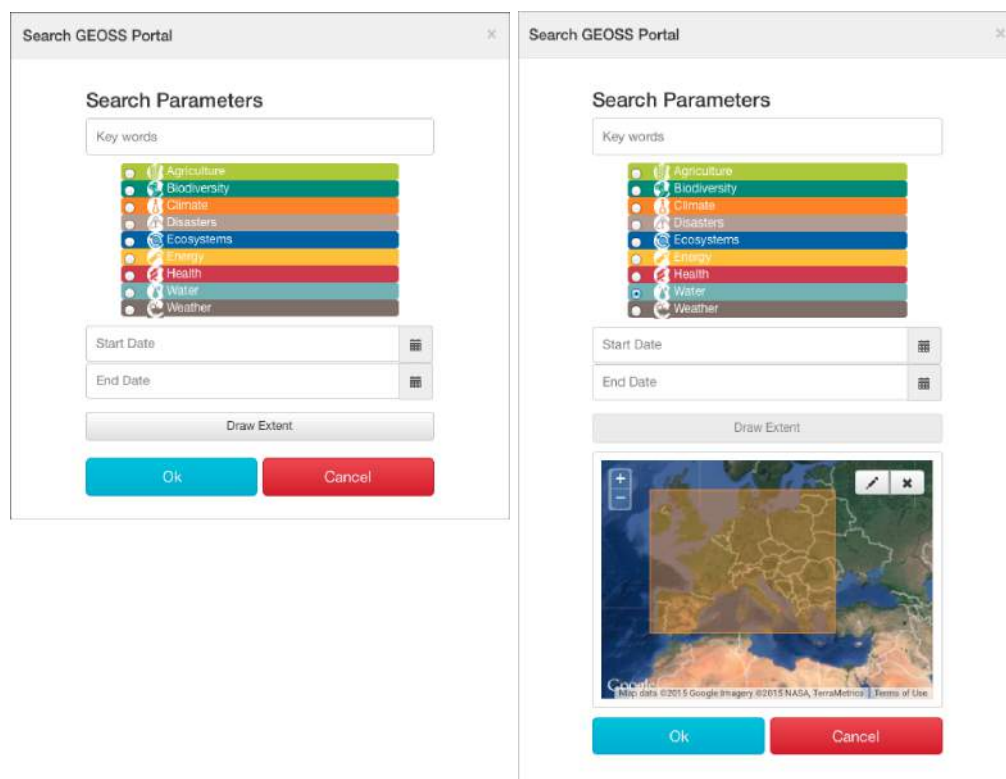 Search GEOSS Portal
Search Parameters
Key words
Agriculture
Biodiversity
Climate
Disasters
Ecosystems
Energy
Health
Water
Weather
Start Date
End Date
Draw Extent
Ok Cancel
Search GEOSS Portal
Search Parameters
Key words
Agriculture
Biodiversity
Climate
Disasters
Ecosystems
Energy
Health
Water
Weather
Start Date
End Date
Draw Extent
Google
Map data ©2015 Google Imagery ©2015 NASA, TerraMetrics Terms of Use
Ok Cancel